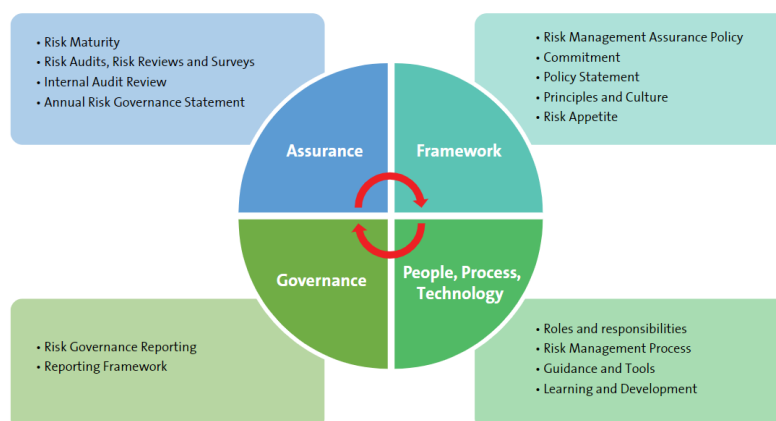 • Risk Maturity
• Risk Audits, Risk Reviews and Surveys
• Internal Audit Review
• Annual Risk Governance Statement
• Risk Management Assurance Policy
• Commitment
• Policy Statement
• Principles and Culture
• Risk Appetite
Assurance
Framework
Governance
People, Process,
Technology
• Risk Governance Reporting
• Reporting Framework
• Roles and responsibilities
• Risk Management Process
• Guidance and Tools
• Learning and Development